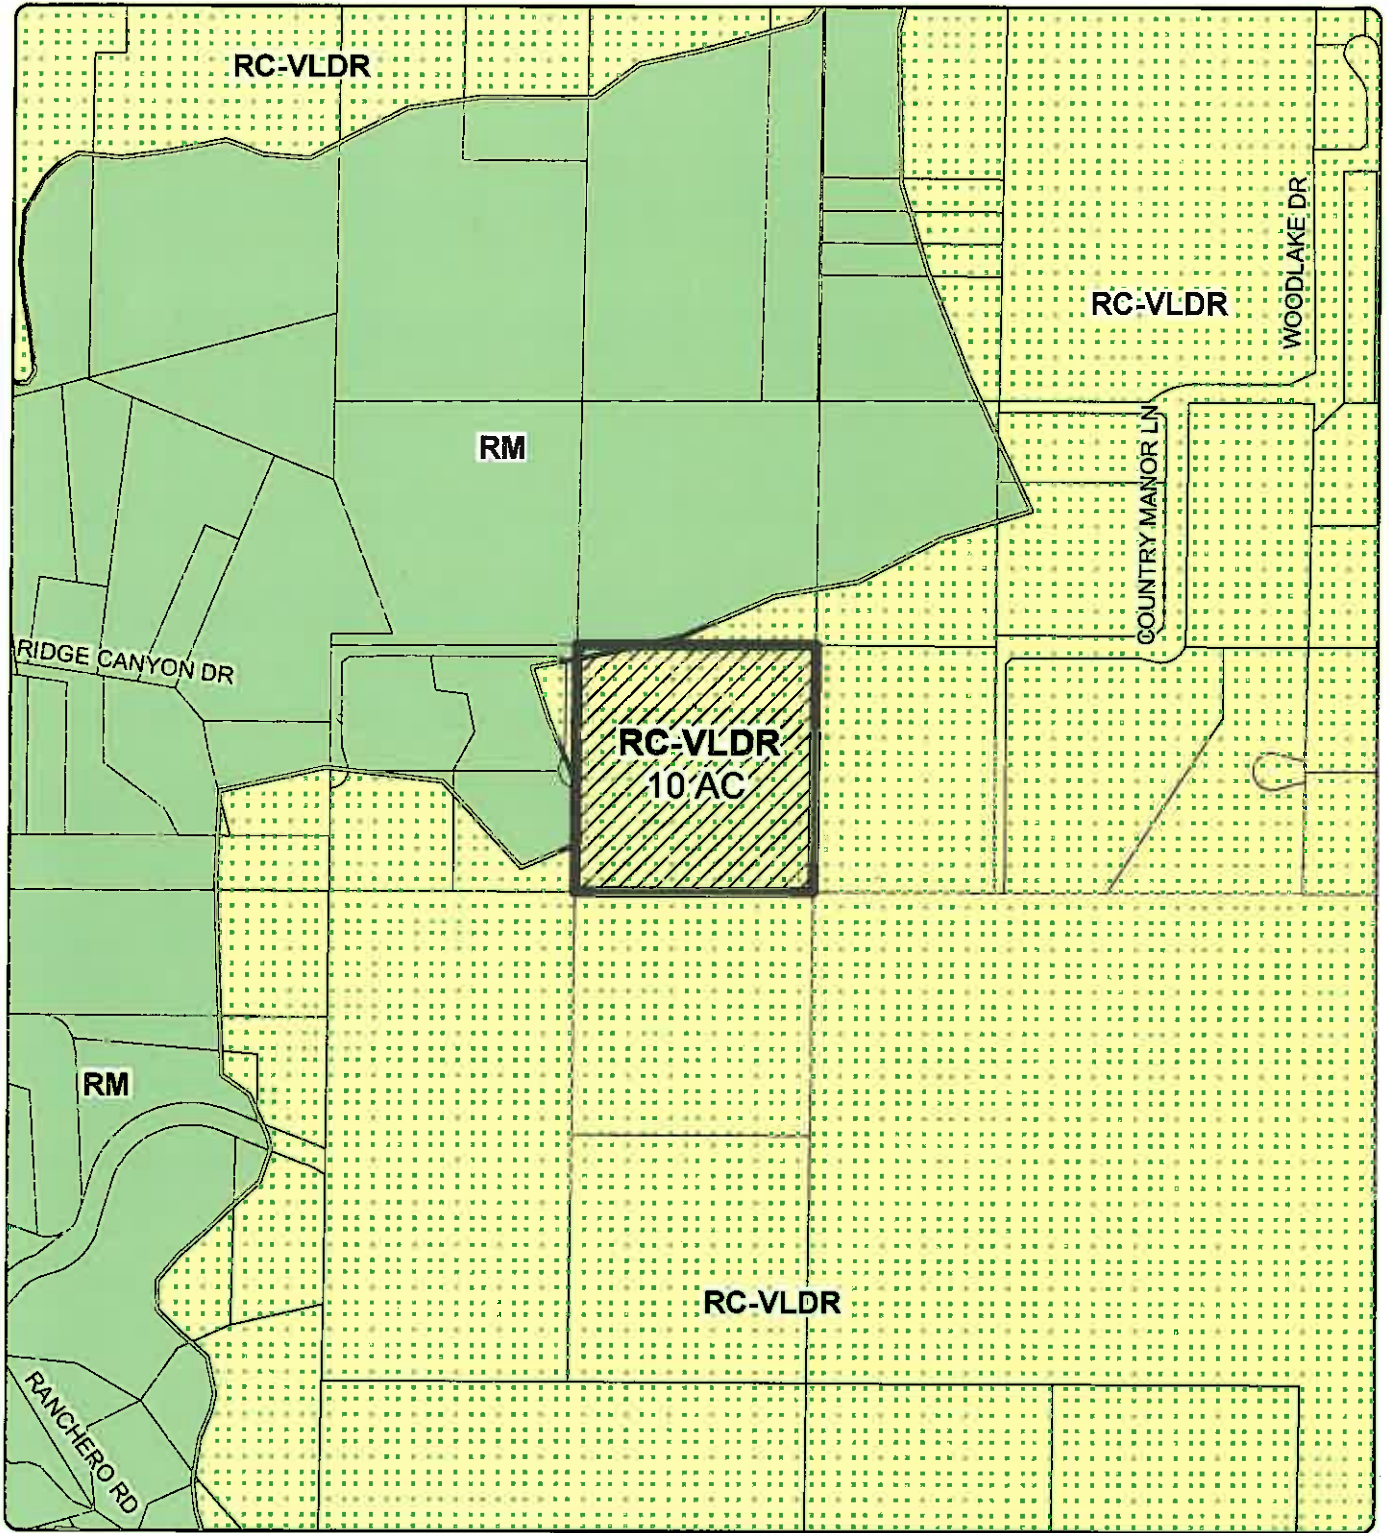 RC-VLDR
WOODLAKE DR
RC-VLDR
RM
COUNTRY MANOR LN
RIDGE CANYON DR
RC-VLDR
10 AC
RM
RC-VLDR
RANCHERO RD